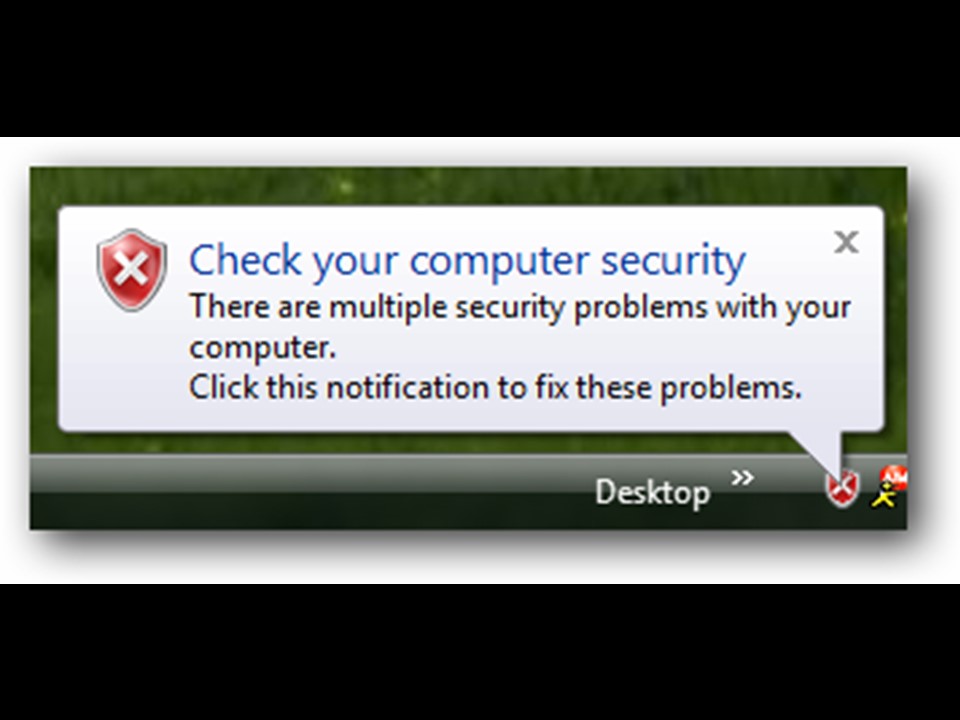 Check your computer security
There are multiple security problems with your
computer.
Click this notification to fix these problems.
Desktop »